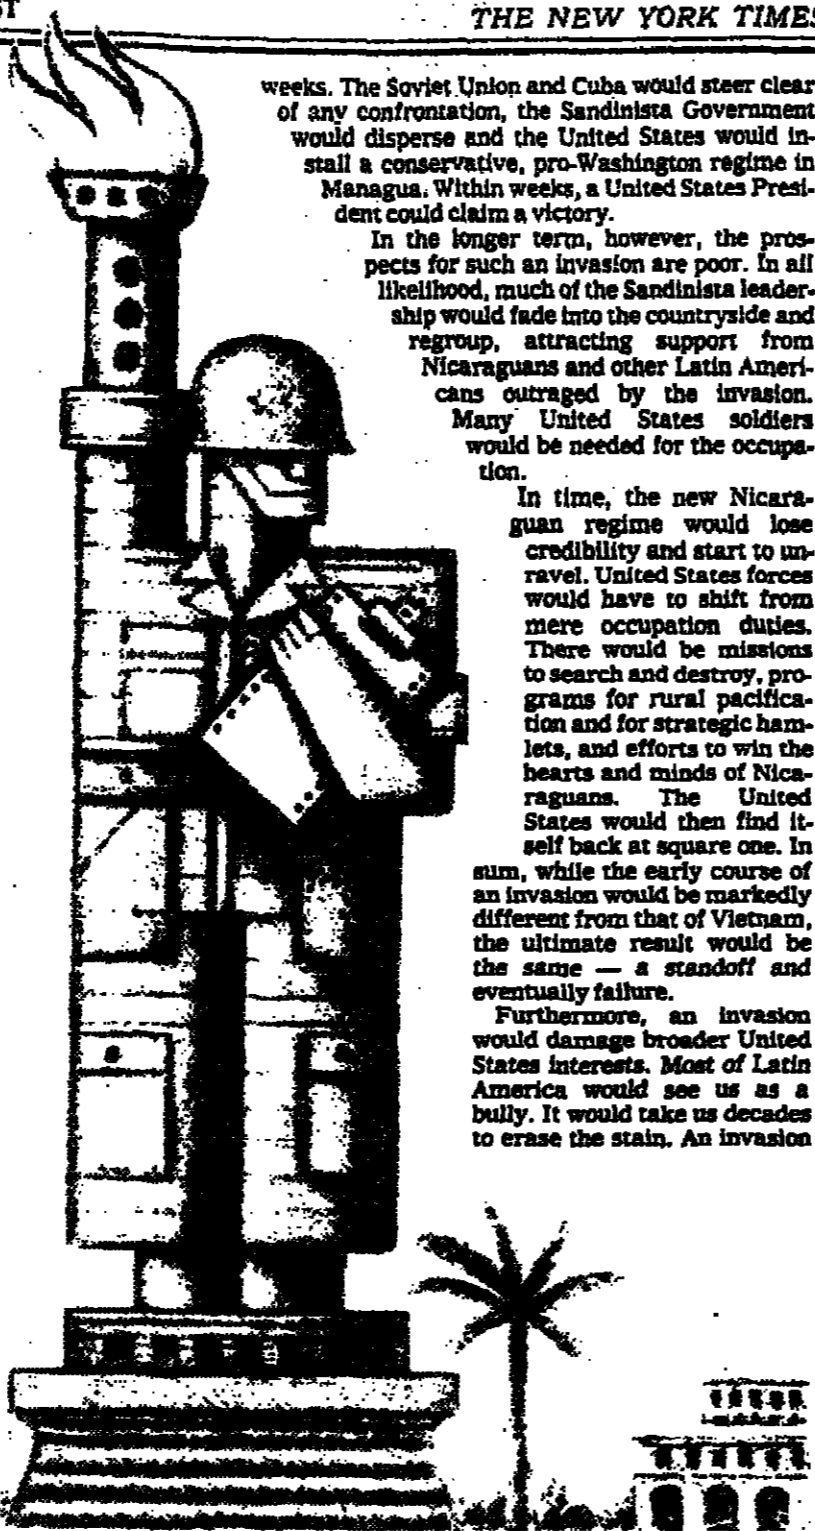 ST
THE NEW YORK TIMES
weeks. The Soviet Union and Cuba would steer clear
of any confrontation, the Sandinista Government
would disperse and the United States would in-
stall a conservative, pro-Washington regime in
Managua. Within weeks, a United States Presi-
dent could claim a victory.
In the longer term, however, the pros-
pects for such an invasion are poor. In all
likelihood, much of the Sandinista leader-
ship would fade into the countryside and
regroup, attracting support from
Nicaraguans and other Latin Ameri-
cans outraged by the invasion.
Many United States soldiers
would be needed for the occupa-
tion.
In time, the new Nicara-
guan regime would lose
credibility and start to un-
ravel. United States forces
would have to shift from
mere occupation duties.
There would be missions
to search and destroy, pro-
grams for rural pacifica-
tion and for strategic ham-
lets, and efforts to win the
hearts and minds of Nica-
raguans. The United
States would then find it-
self back at square one. In
sum, while the early course of
an invasion would be markedly
different from that of Vietnam,
the ultimate result would be
the same — a standoff and
eventually failure.
Furthermore, an invasion
would damage broader United
States interests. Most of Latin
America would see us as a
bully. It would take us decades
to erase the stain. An invasion